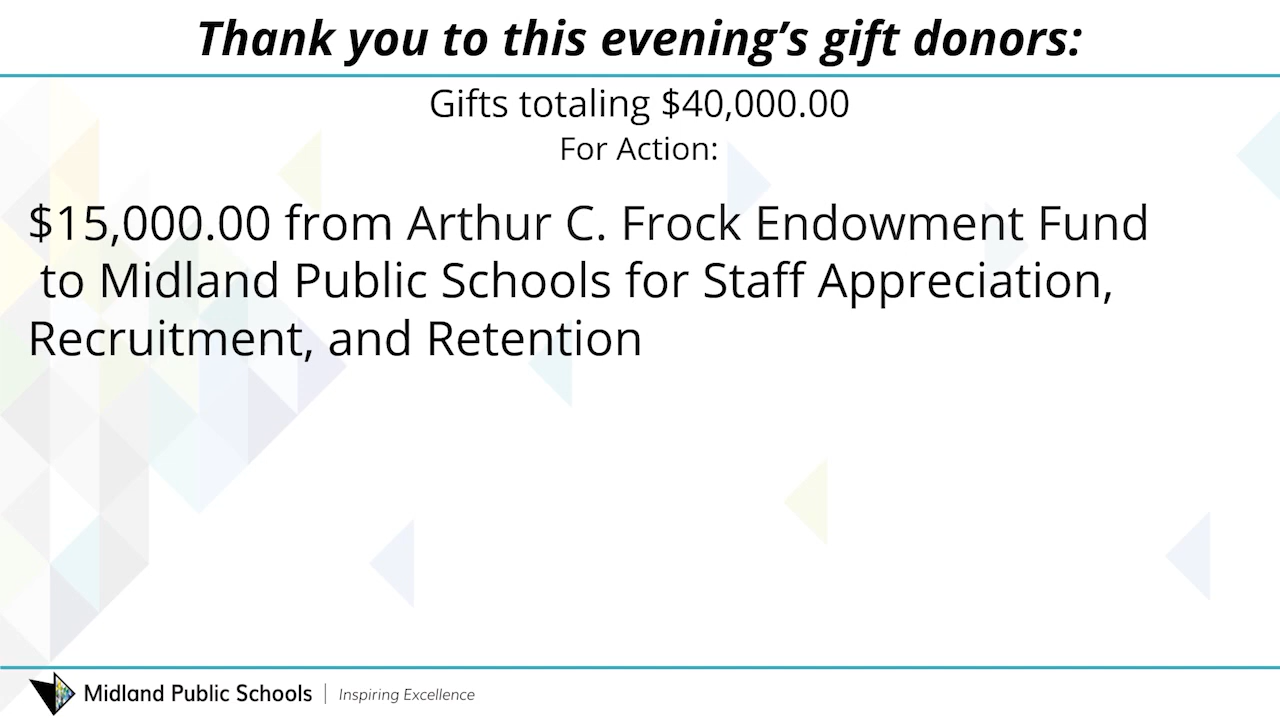 Thank you to this evening’s gift donors:
Gifts totaling $40,000.00
For Action:
$15,000.00 from Arthur C. Frock Endowment Fund
to Midland Public Schools for Staff Appreciation,
Recruitment, and Retention
Midland Public Schools | Inspiring Excellence